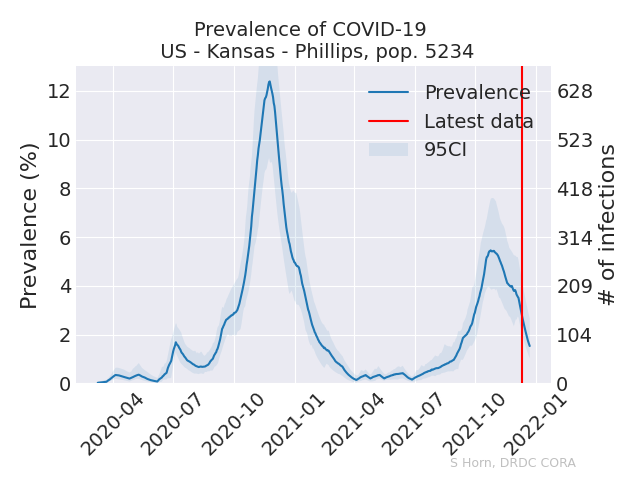 Prevalence of COVID-19
US - Kansas - Phillips, pop. 5234
Prevalence (%)
12
10
8
6
4
2
0
Prevalence
Latest data
95CI
628
523
418
314
209
104
0
# of infections
2020-04
2020-07
2020-10
2021-01
2021-04
2021-07
2021-10
2022-01
S Horn, DRDC CORA